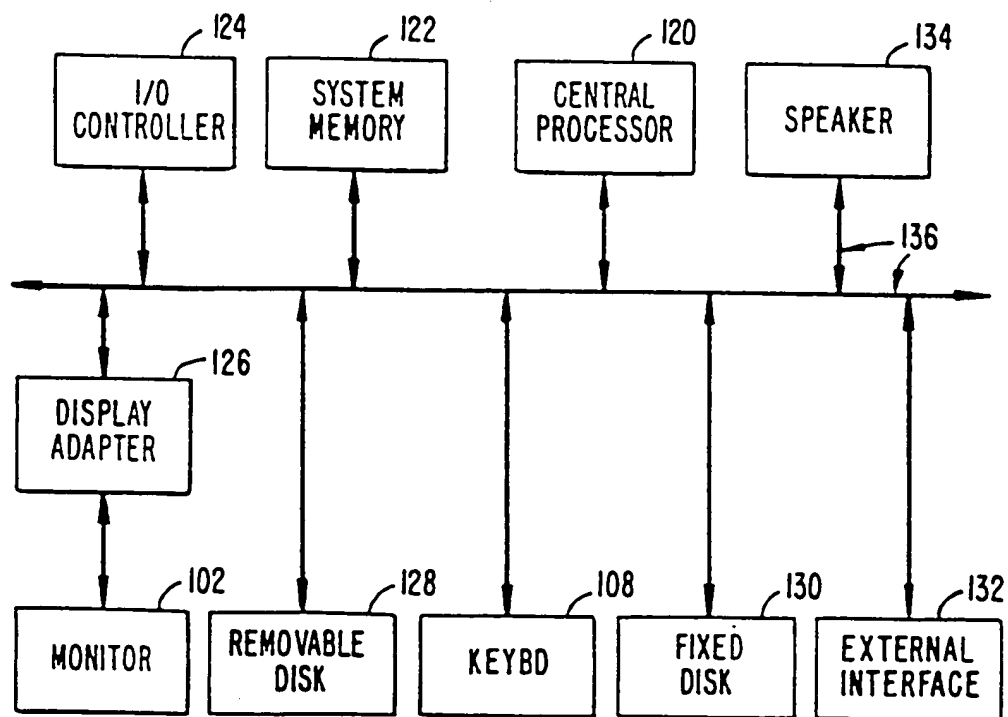 124
122
120
134
I/O
CONTROLLER
SYSTEM
MEMORY
CENTRAL
PROCESSOR
SPEAKER
136
126
DISPLAY
ADAPTER
102
128
108
130
132
MONITOR
REMOVABLE
DISK
KEYBD
FIXED
DISK
EXTERNAL
INTERFACE